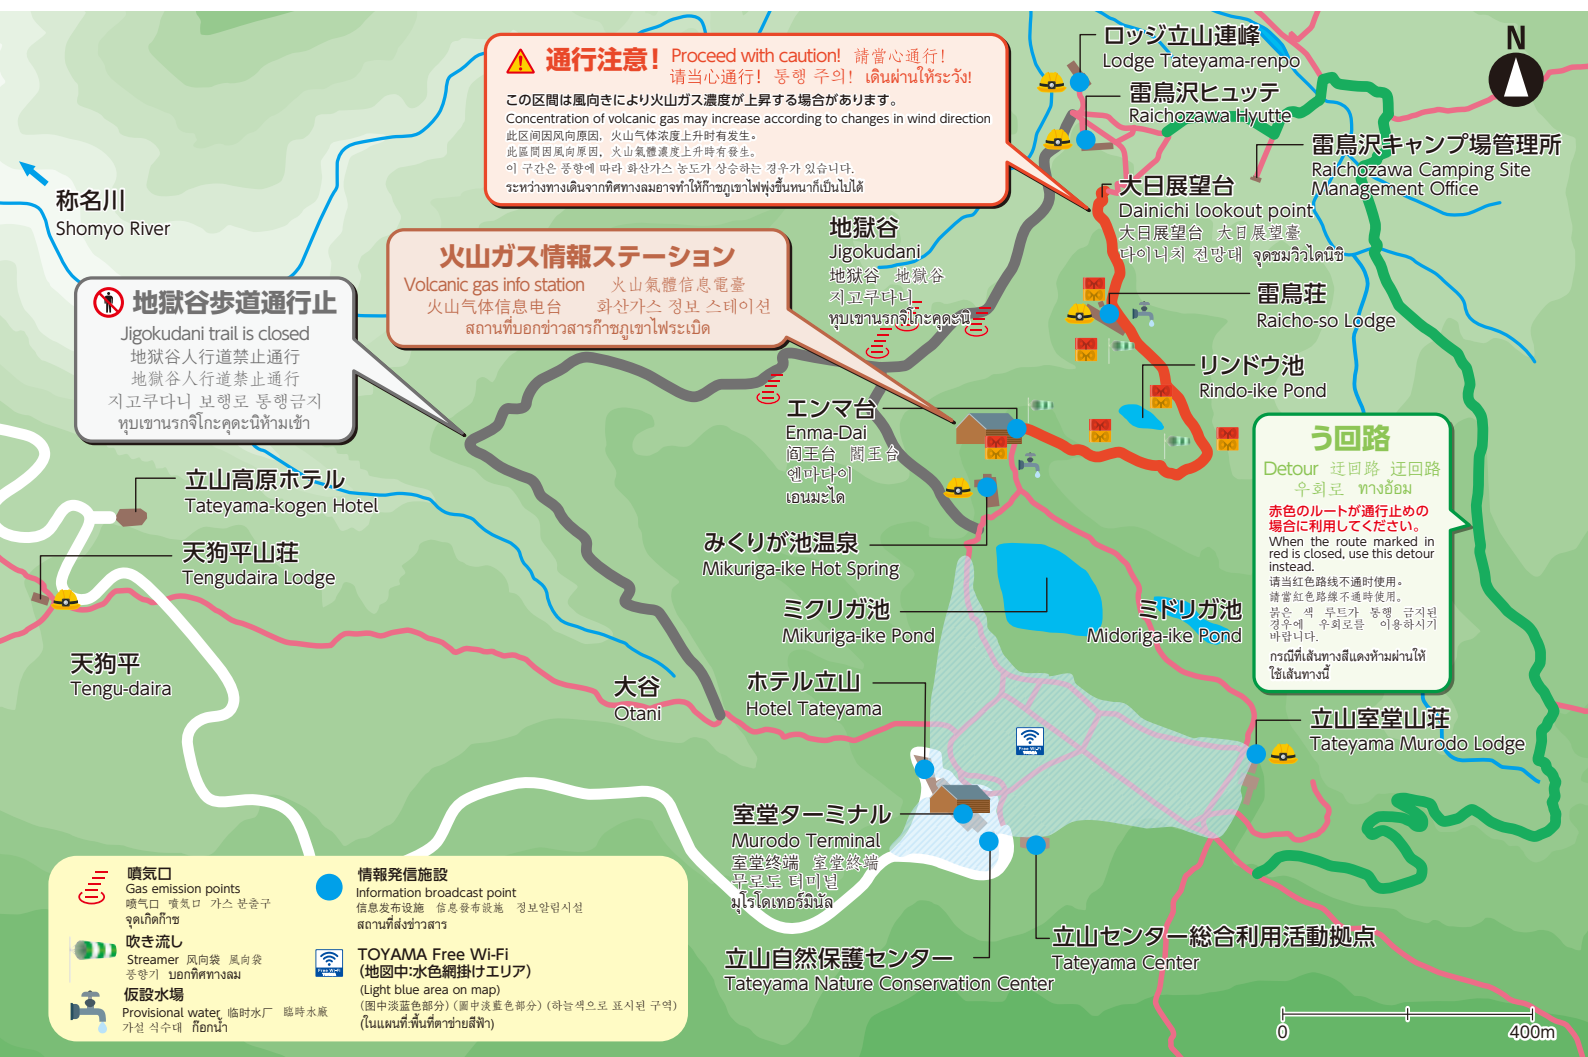 通行注意！ Proceed with caution! 請當心通行！
请当心通行！ 통행 주의! เดินผ่านให้ระวัง!
この区間は風向きにより火山ガス濃度が上昇する場合があります。
Concentration of volcanic gas may increase according to changes in wind direction
此区间因风向原因，火山气体浓度上升时有发生。
此區間因風向原因，火山氣體濃度上升時有發生。
이 구간은 풍향에 따라 화산가스 농도가 상승하는 경우가 있습니다.
ระหว่างทางเดินจากทิศทางลมอาจทำให้ก๊าซภูเขาไฟพุ่งขึ้นหนาก็เป็นไปได้
ロッジ立山連峰
Lodge Tateyama-renpo
雷鳥沢ヒュッテ
Raichozawa Hyutte
N
雷鳥沢キャンプ場管理所
Raichozawa Camping Site
Management Office
称名川
Shomyo River
大日展望台
Dainichi lookout point
大日展望台 大日展望臺
다이니치 전망대 จุดชมวิวไดนิชิ
地獄谷
Jigokudani
地狱谷 地獄谷
지고쿠다니
หุบเขานรกจิโกะคุดะนิ
火山ガス情報ステーション
Volcanic gas info station 火山氣體信息電臺
火山气体信息电台 화산가스 정보 스테이션
สถานที่บอกข่าวสารก๊าซภูเขาไฟระเบิด
地獄谷歩道通行止
Jigokudani trail is closed
地狱谷人行道禁止通行
地獄谷人行道禁止通行
지고쿠다니 보행로 통행금지
หุบเขานรกจิโกะคุดะนิห้ามเข้า
雷鳥荘
Raicho-so Lodge
リンドウ池
Rindo-ike Pond
エンマ台
Enma-Dai
阎王台 閻王台
엔마다이
เอนมะได
う回路
Detour 迂回路 迂回路
우회로 ทางอ้อม
赤色のルートが通行止めの
場合に利用してください。
When the route marked in
red is closed, use this detour
instead.
请当红色路线不通时使用。
請當紅色路線不通時使用。
붉은 색 루트가 통행 금지된
경우에 우회로를 이용하시기
바랍니다.
กรณีที่เส้นทางสีแดงห้ามผ่านให้
ใช้เส้นทางนี้
立山高原ホテル
Tateyama-kogen Hotel
天狗平山荘
Tengudaira Lodge
みくりが池温泉
Mikuriga-ike Hot Spring
ミクリガ池
Mikuriga-ike Pond
ミドリガ池
Midoriga-ike Pond
天狗平
Tengu-daira
大谷
Otani
ホテル立山
Hotel Tateyama
立山室堂山荘
Tateyama Murodo Lodge
Free Wi-Fi
室堂ターミナル
Murodo Terminal
室堂终端 室堂終端
무로도 터미널
มุโรโดเทอร์มินัล
立山自然保護センター
Tateyama Nature Conservation Center
立山センター総合利用活動拠点
Tateyama Center
噴気口
Gas emission points
喷气口 噴氣口 가스 분출구
จุดเกิดก๊าซ
吹き流し
Streamer 风向袋 風向袋
풍향기 บอกทิศทางลม
仮設水場
Provisional water 临时水厂 臨時水廠
가설 식수대 ก๊อกน้ำ
情報発信施設
Information broadcast point
信息发布设施 信息發布設施 정보알림시설
สถานที่ส่งข่าวสาร
Free Wi-Fi
TOYAMA Free Wi-Fi
（地図中:水色網掛けエリア）
(Light blue area on map)
（图中淡蓝色部分）（圖中淡藍色部分）（하늘색으로 표시된 구역）
(ในแผนที่:พื้นที่ตาข่ายสีฟ้า)
0 400m